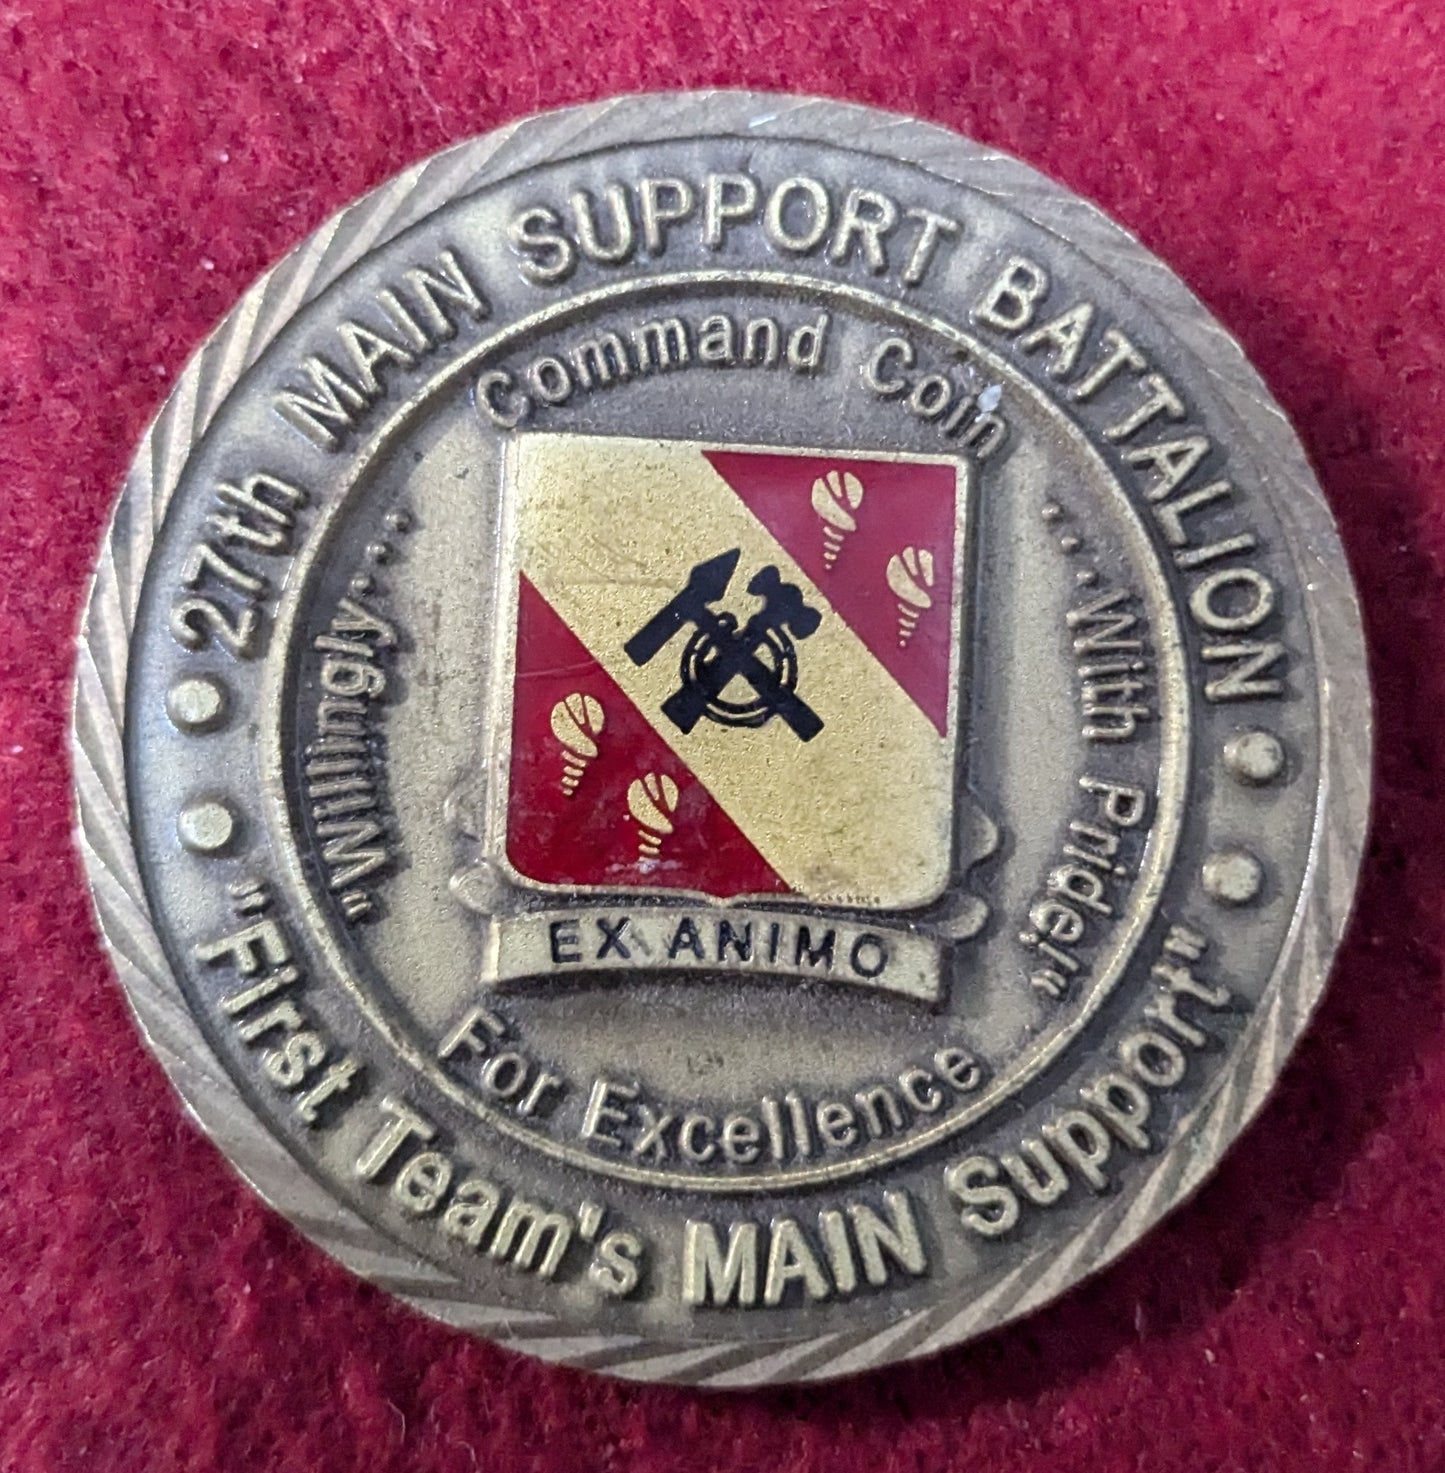 27th MAIN SUPPORT BATTALION
Command Coin
"Willingly....
...With Pride!"
EX ANIMO
For Excellence
"First Team's MAIN Support"